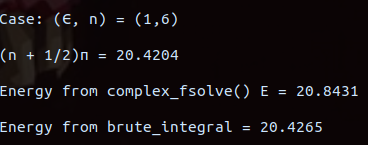 Case: (∈, n) = (1,6)
(n + 1/2)π = 20.4204
Energy from complex_fsolve() E = 20.8431
Energy from brute_integral = 20.4265